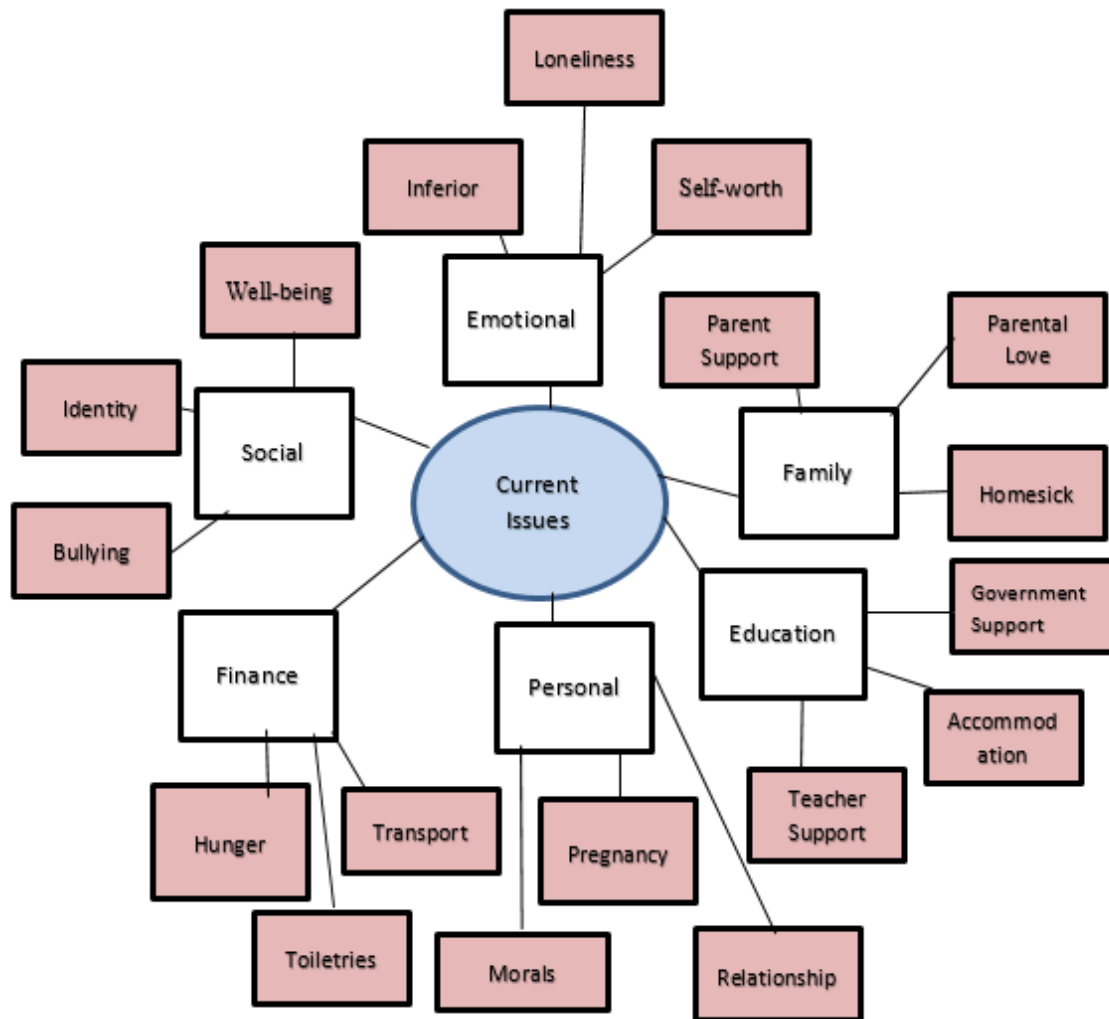 Loneliness
Inferior
Self-worth
Well-being
Emotional
Parent
Support
Parental
Love
Identity
Social
Family
Homesick
Current
Issues
Bullying
Government
Support
Education
Finance
Personal
Accommod
ation
Teacher
Support
Hunger
Transport
Pregnancy
Toiletries
Morals
Relationship